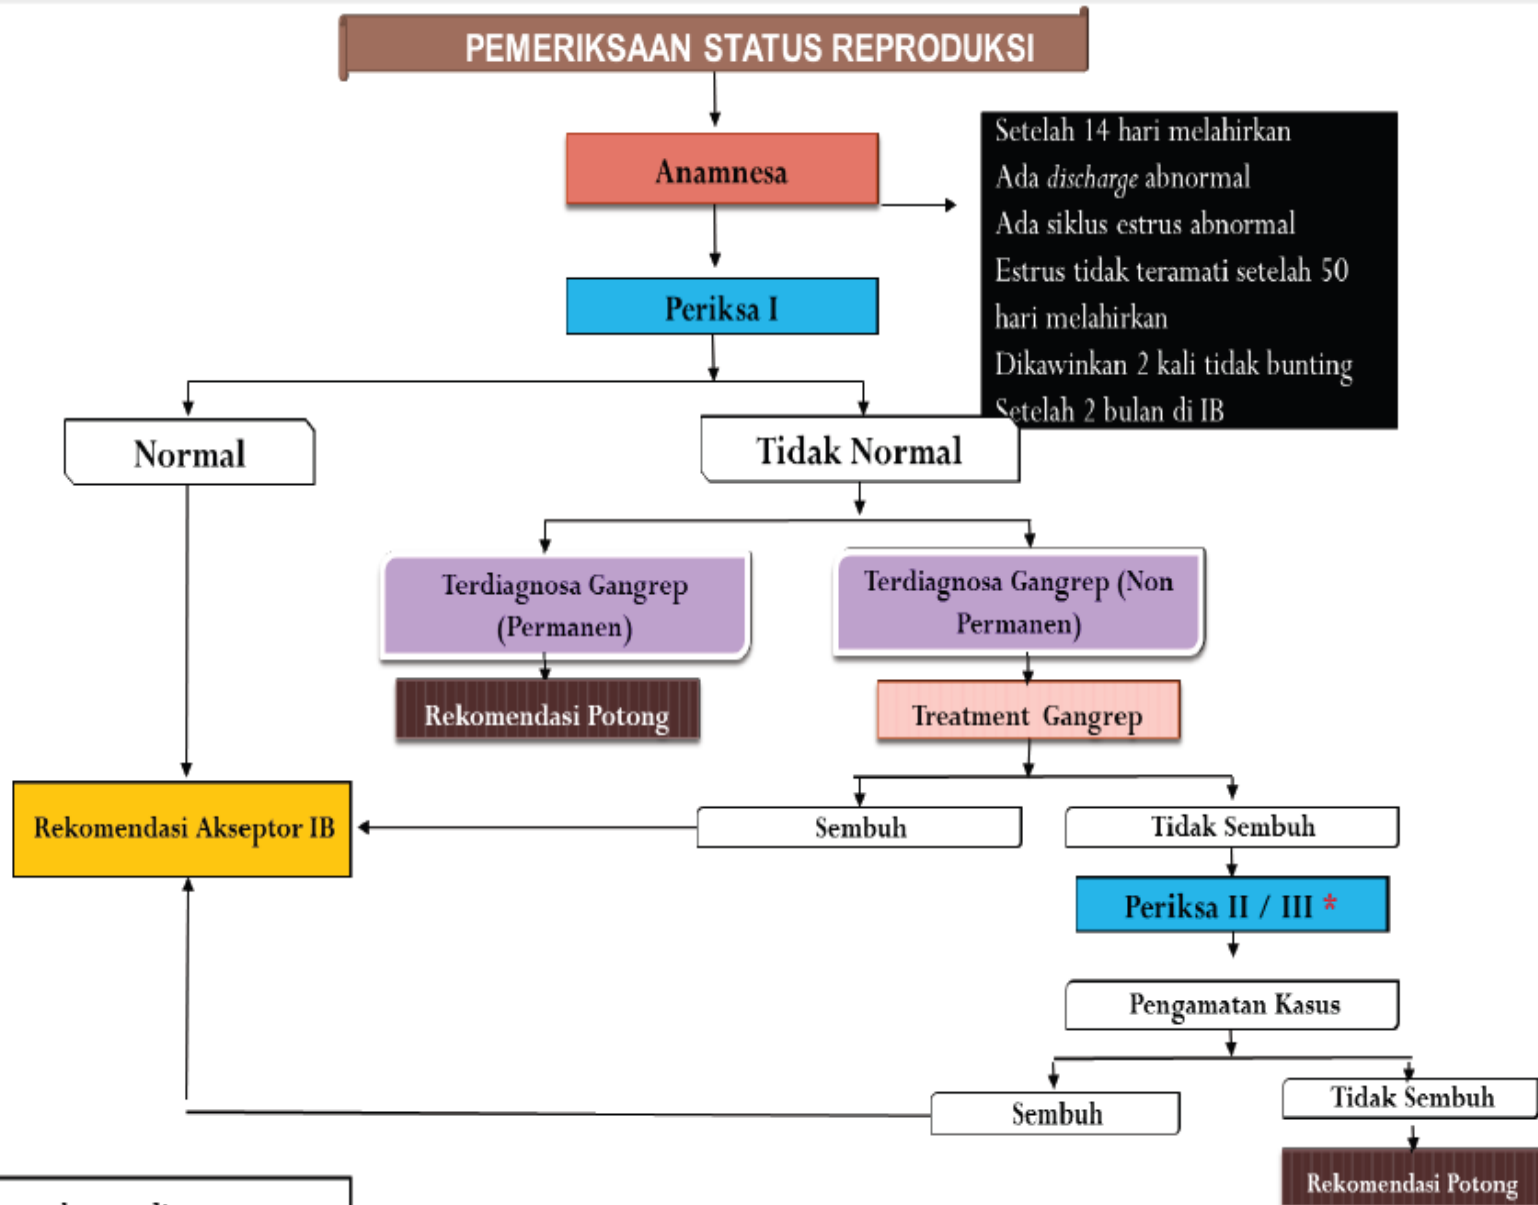 PEMERIKSAAN STATUS REPRODUKSI
Anamnesa
Setelah 14 hari melahirkan
Ada discharge abnormal
Ada siklus estrus abnormal
Estrus tidak teramati setelah 50
hari melahirkan
Dikawinkan 2 kali tidak bunting
Setelah 2 bulan di IB
Periksa I
Normal
Tidak Normal
Terdiagnosa Gangrep
(Permanen)
Terdiagnosa Gangrep (Non
Permanen)
Rekomendasi Potong
Treatment Gangrep
Rekomendasi Akseptor IB
Sembuh
Tidak Sembuh
Periksa II / III *
Pengamatan Kasus
Sembuh
Tidak Sembuh
Rekomendasi Potong